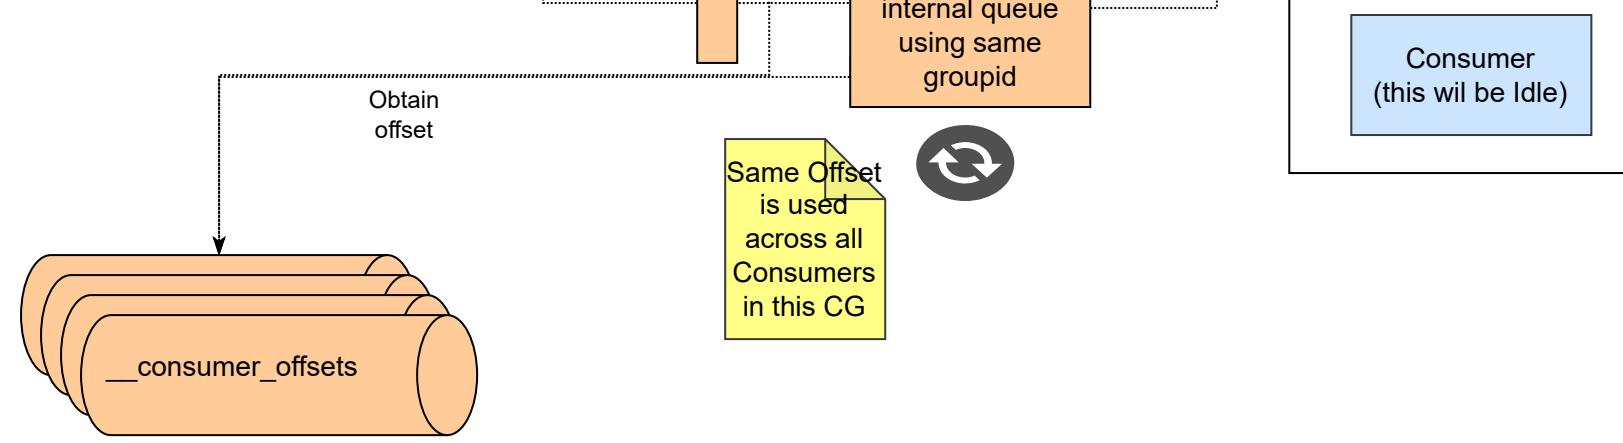 internal queue
using same
groupid
Consumer
(this wil be Idle)
Obtain
offset
Same Offset
is used
across all
Consumers
in this CG
__consumer_offsets